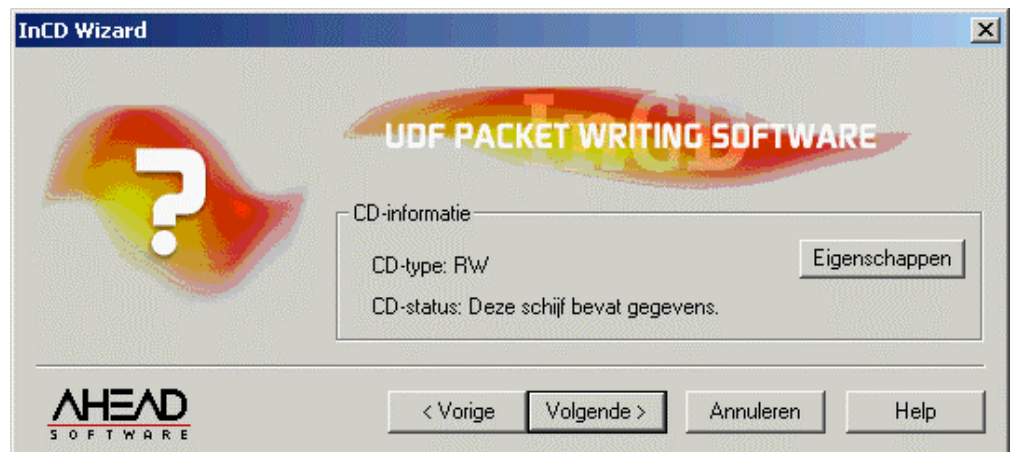 InCD Wizard
InCD
UDF PACKET WRITING SOFTWARE
?
CD-informatie
CD-type: RW
Eigenschappen
CD-status: Deze schijf bevat gegevens.
AHEAD
SOFTWARE
< Vorige
Volgende >
Annuleren
Help